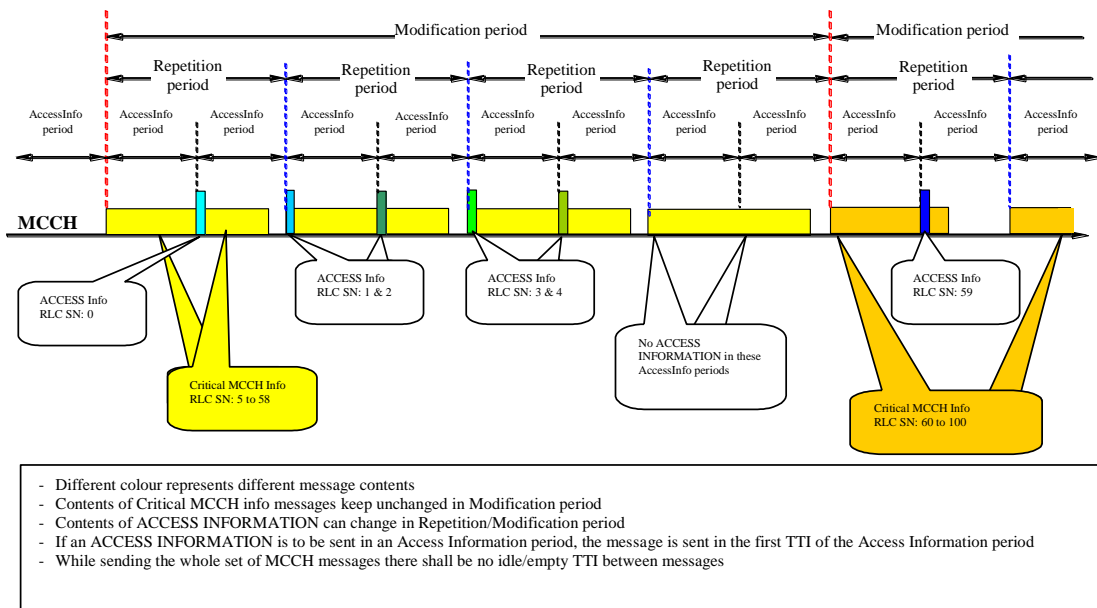 Modification period
Modification period
Repetition
period
Repetition
period
Repetition
period
Repetition
period
Repetition
period
AccessInfo
period
AccessInfo
period
AccessInfo
period
AccessInfo
period
AccessInfo
period
AccessInfo
period
AccessInfo
period
AccessInfo
period
AccessInfo
period
AccessInfo
period
AccessInfo
period
AccessInfo
period
MCCH
ACCESS Info
RLC SN: 0
ACCESS Info
RLC SN: 1 & 2
ACCESS Info
RLC SN: 3 & 4
ACCESS Info
RLC SN: 59
No ACCESS
INFORMATION in these
AccessInfo periods
Critical MCCH Info
RLC SN: 5 to 58
Critical MCCH Info
RLC SN: 60 to 100
- Different colour represents different message contents
- Contents of Critical MCCH info messages keep unchanged in Modification period
- Contents of ACCESS INFORMATION can change in Repetition/Modification period
- If an ACCESS INFORMATION is to be sent in an Access Information period, the message is sent in the first TTI of the Access Information period
- While sending the whole set of MCCH messages there shall be no idle/empty TTI between messages